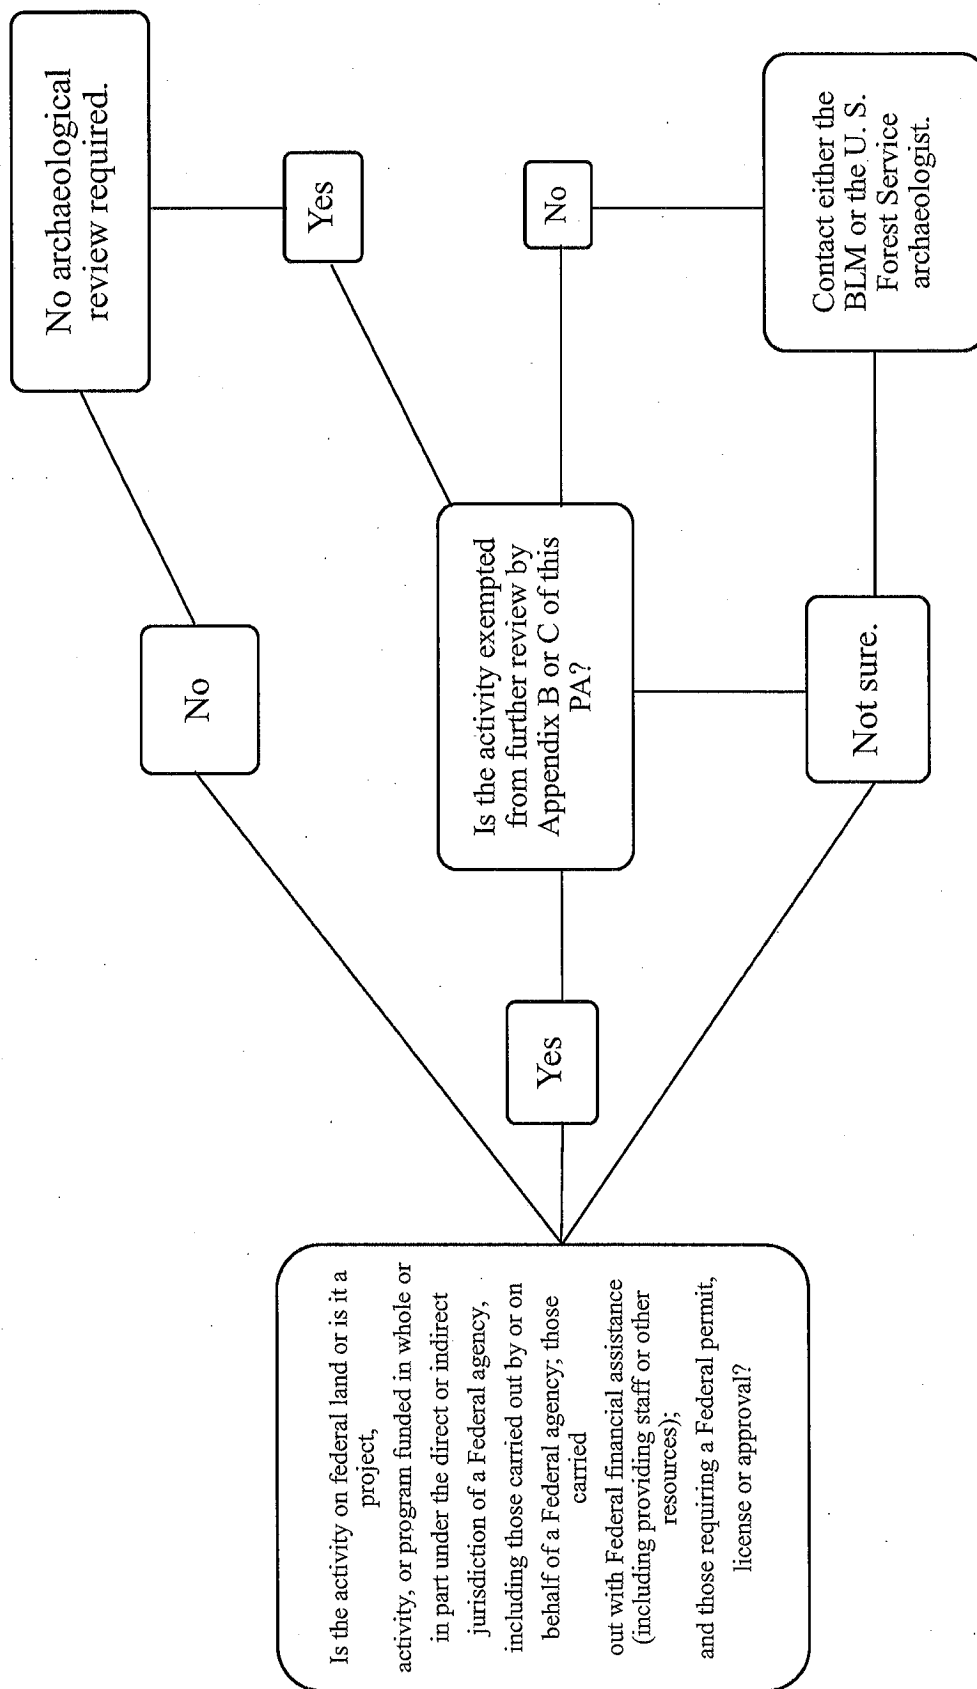 Is the activity on federal land or is it a
project,
activity, or program funded in whole or
in part under the direct or indirect
jurisdiction of a Federal agency,
including those carried out by or on
behalf of a Federal agency; those
carried
out with Federal financial assistance
(including providing staff or other
resources);
and those requiring a Federal permit,
license or approval?
No
Yes
Not sure.
Is the activity exempted
from further review by
Appendix B or C of this
PA?
Yes
No
No archaeological
review required.
Contact either the
BLM or the U. S.
Forest Service
archaeologist.